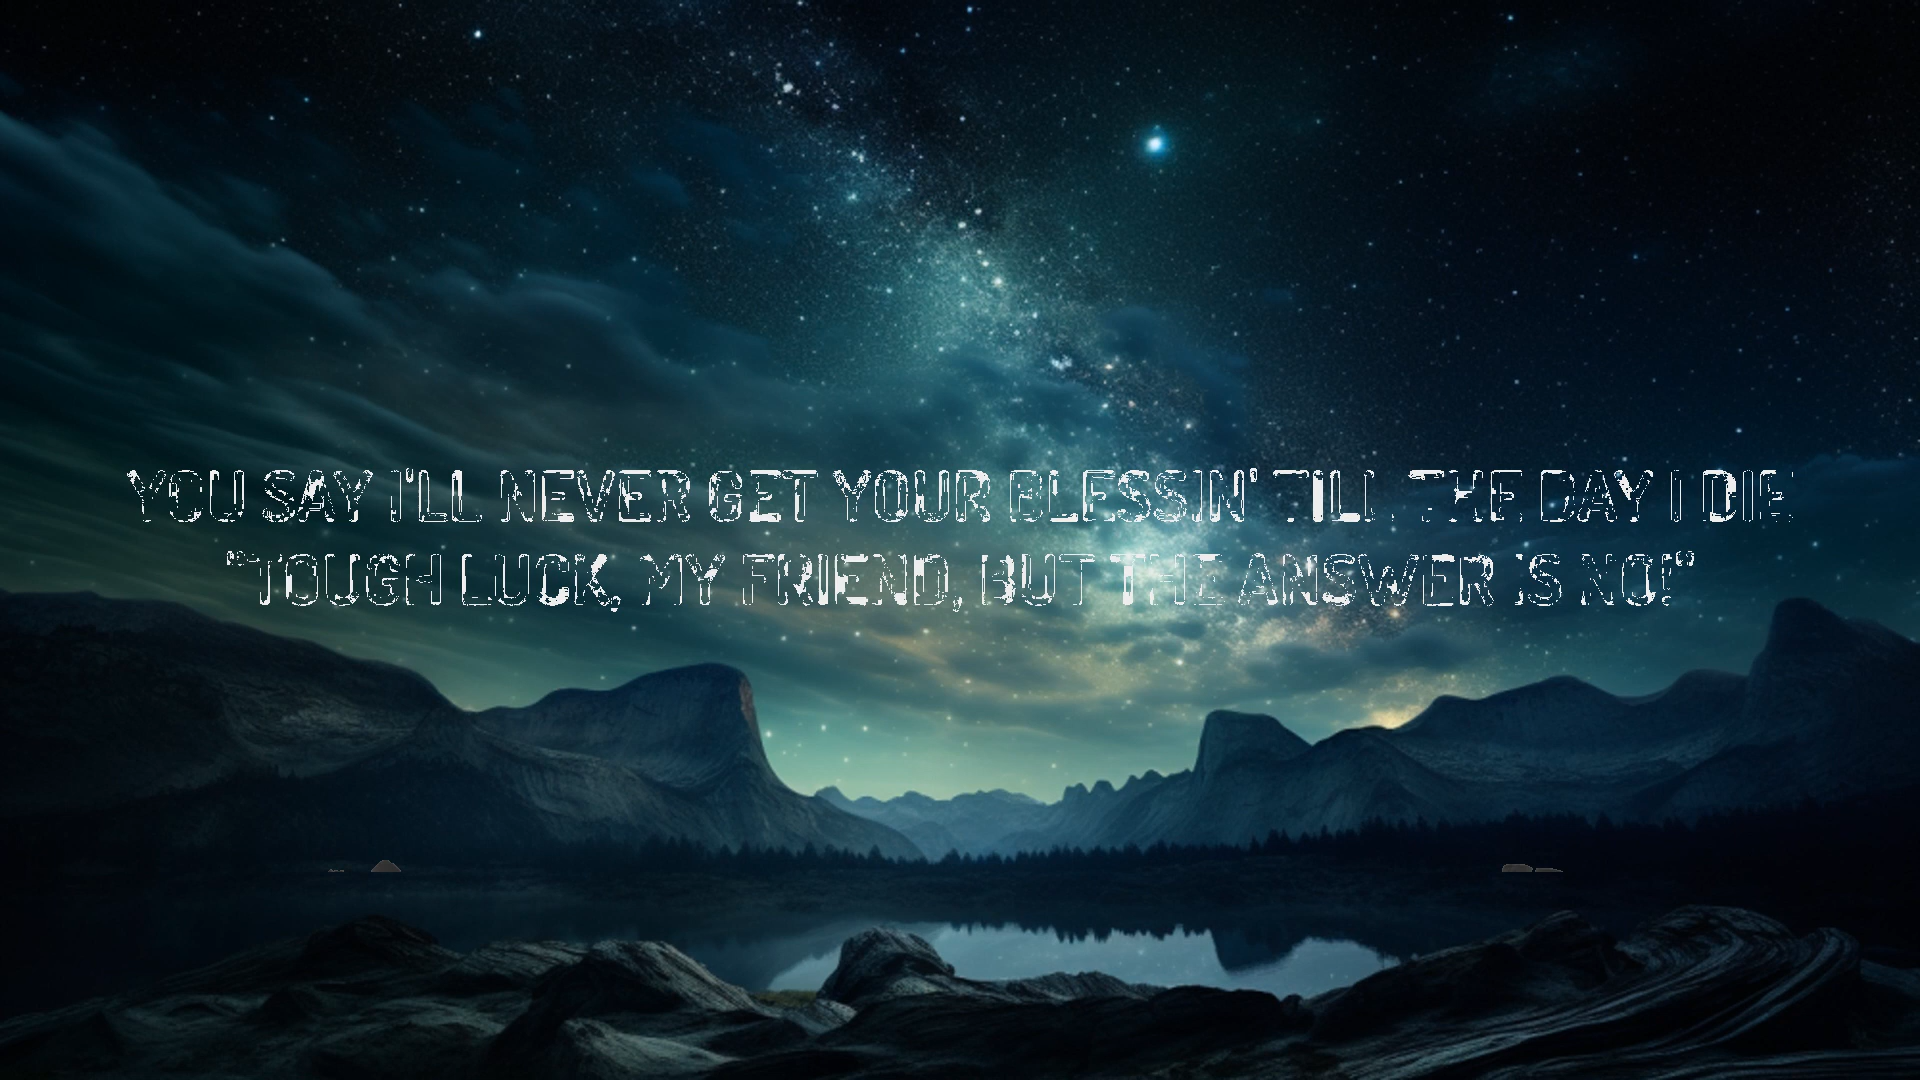 YOU SAY I'LL NEVER GET YOUR BLESSIN' TILL THE DAY I DIE
"TOUGH LUCK, MY FRIEND, BUT THE ANSWER IS NO!"